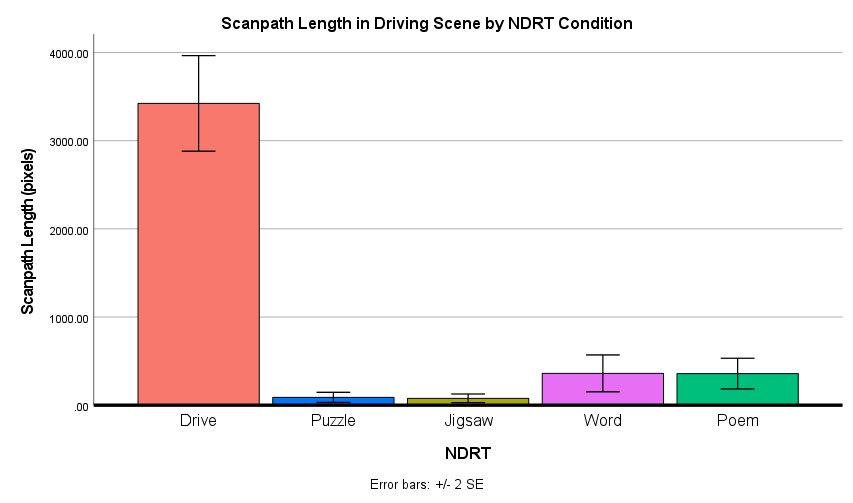 Scanpath Length in Driving Scene by NDRT Condition
Scanpath Length (pixels)
4000.00
3000.00
2000.00
1000.00
.00
Drive
Puzzle
Jigsaw
Word
Poem
NDRT
Error bars: +/- 2 SE